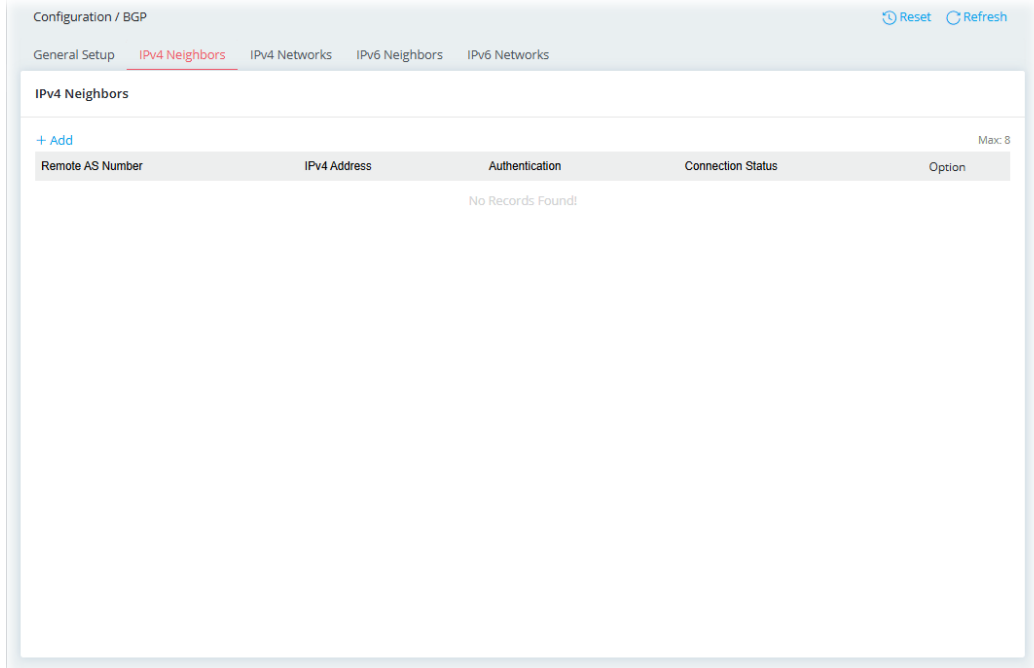 Configuration / BGP
Reset Refresh
General Setup IPv4 Neighbors IPv4 Networks IPv6 Neighbors IPv6 Networks
IPv4 Neighbors
+ Add
Max: 8
Remote AS Number IPv4 Address Authentication Connection Status Option
No Records Found!